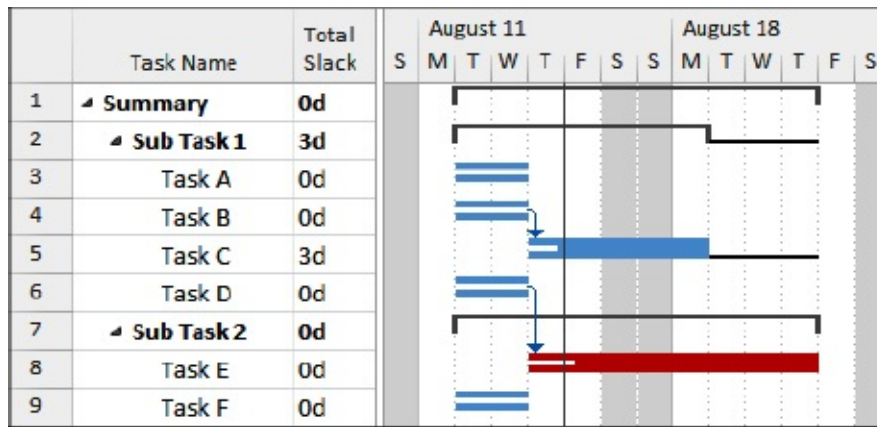 Task Name Total Slack August 11 August 18
S M T W T F S S M T W T F S
1 Summary 0d
2 Sub Task 1 3d
3 Task A 0d
4 Task B 0d
5 Task C 3d
6 Task D 0d
7 Sub Task 2 0d
8 Task E 0d
9 Task F 0d